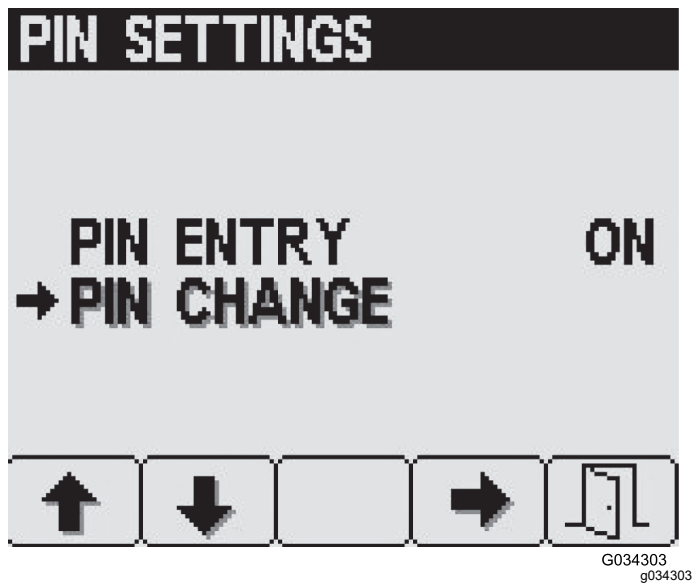 PIN SETTINGS
PIN ENTRY ON
PIN CHANGE
G034303
g034303